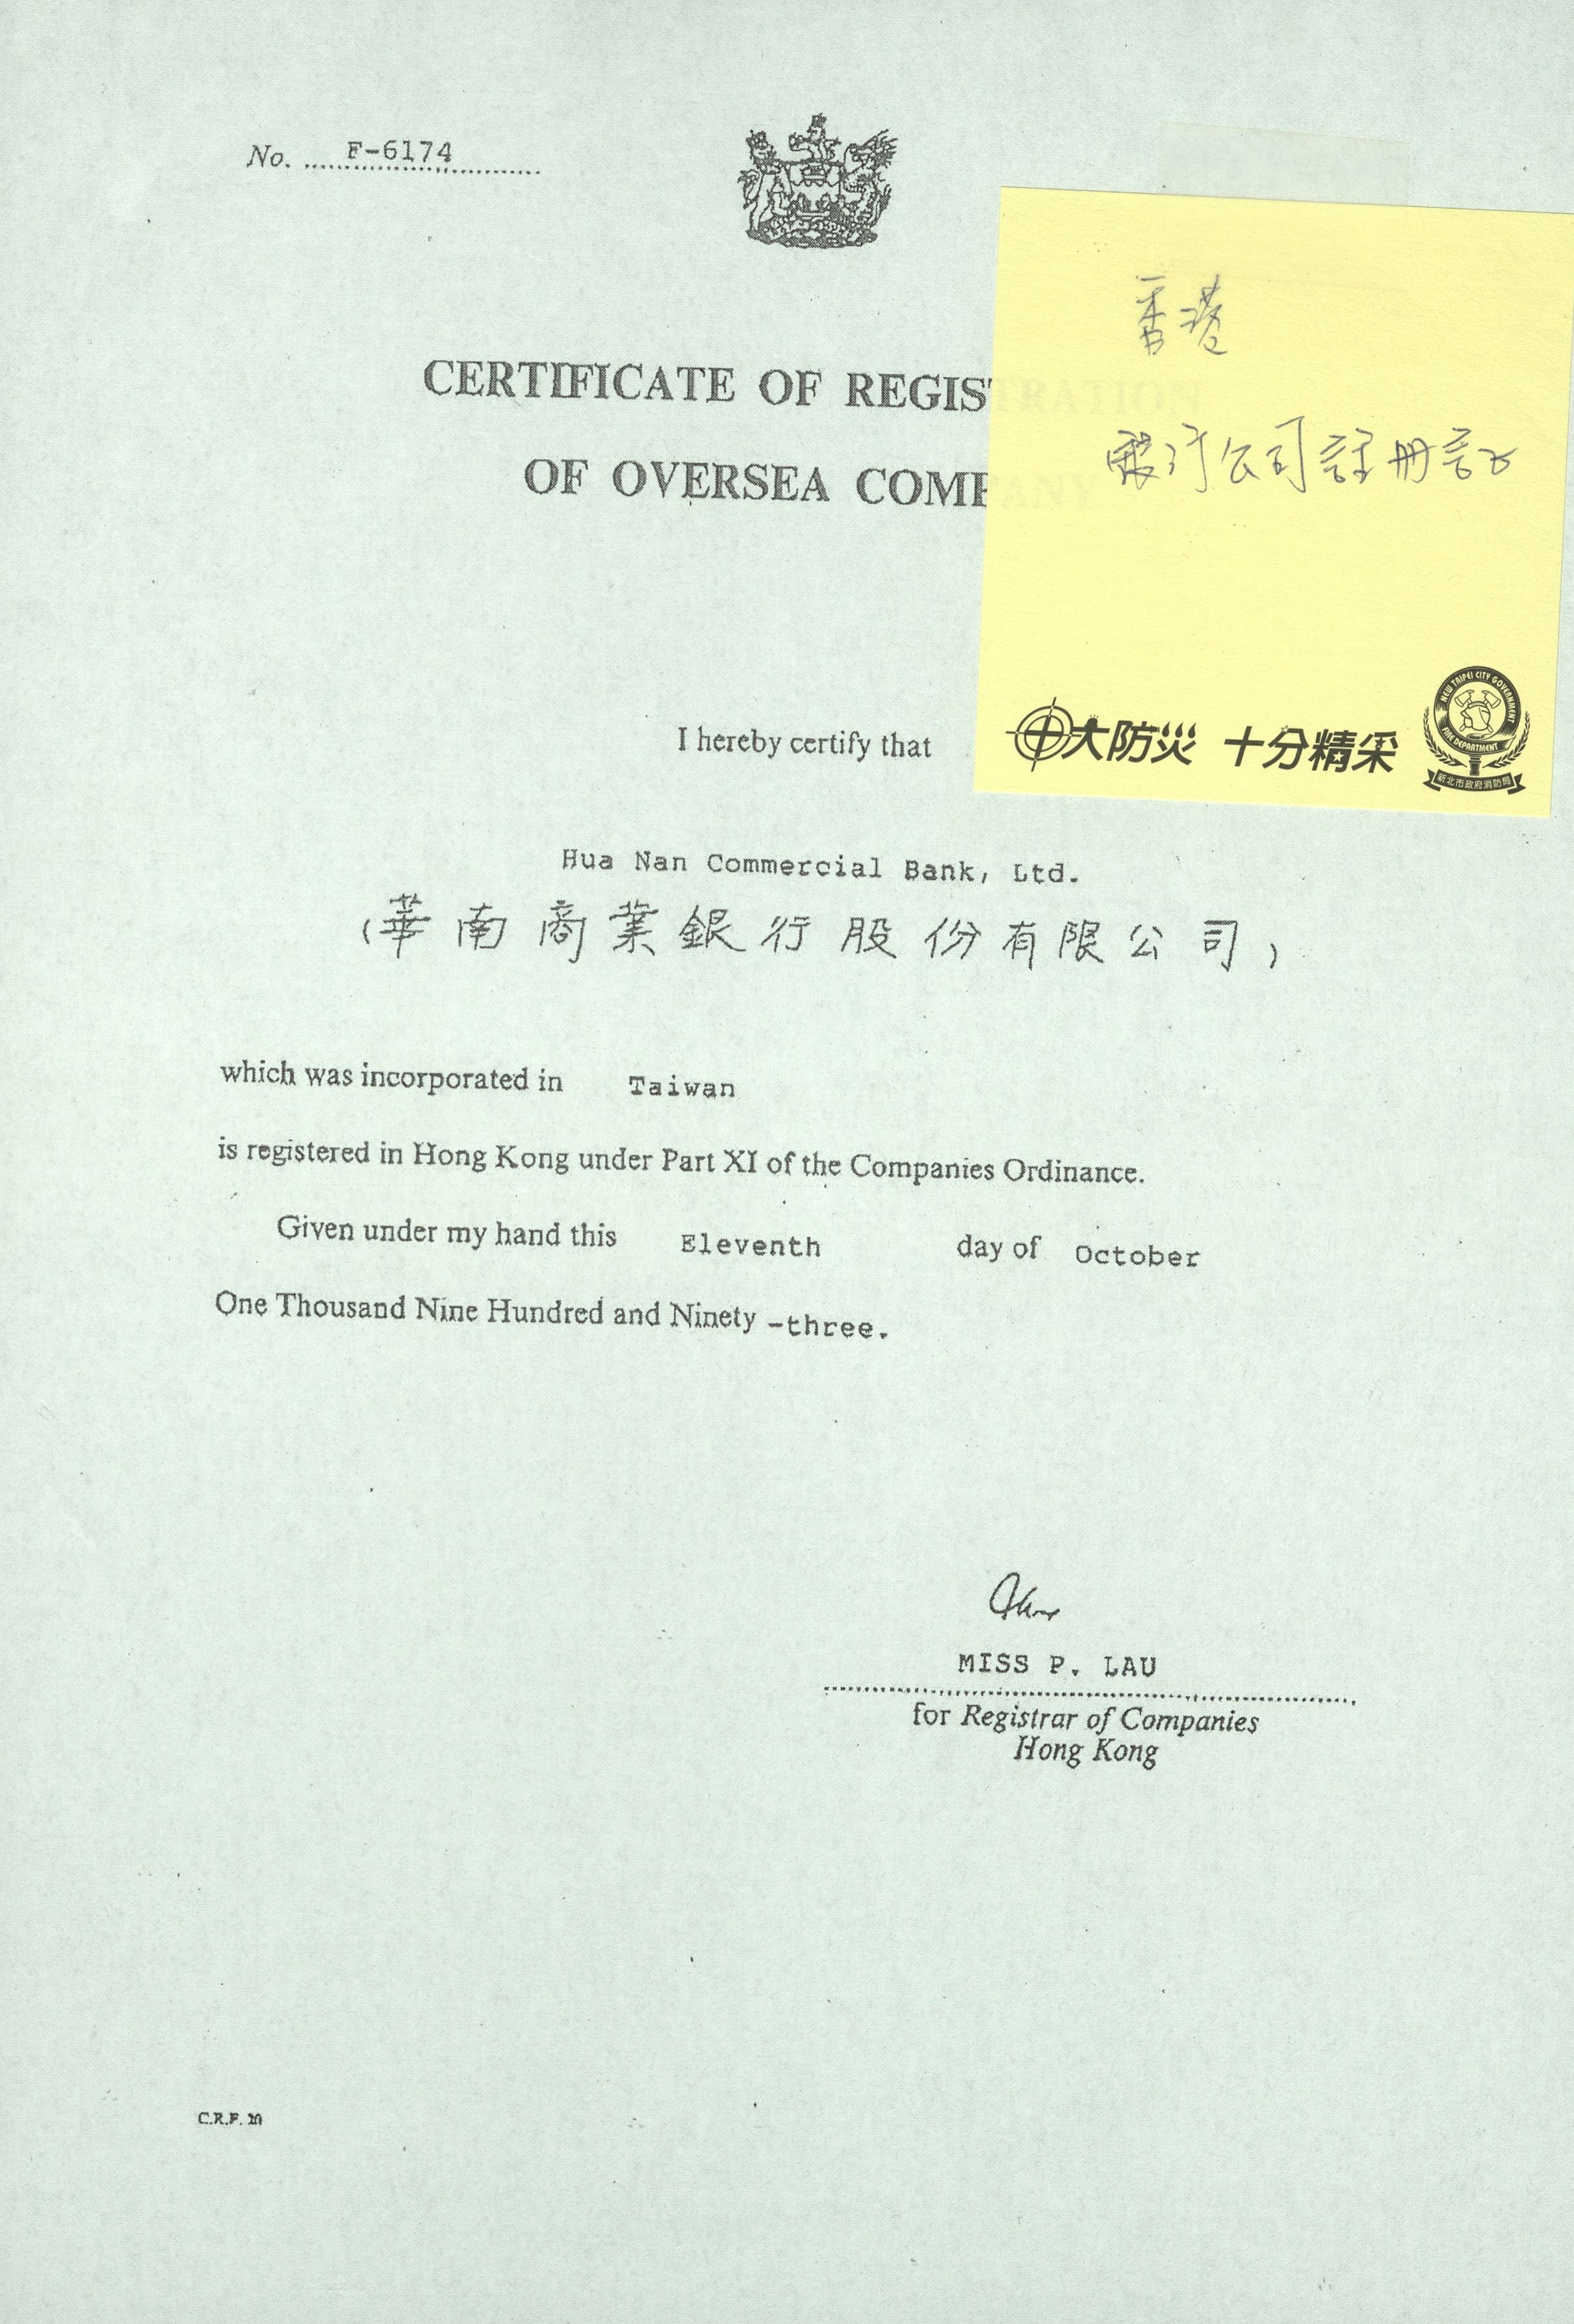 No. F-6174
CERTIFICATE OF REGISTRATION
OF OVERSEA COMPANY
香港
銀行公司註冊記
十大防災 十分精采
NEW TAIPEI CITY GOVERNMENT
FIRE DEPARTMENT
新北市政府消防局
I hereby certify that
Hua Nan Commercial Bank, Ltd.
(華南商業銀行股份有限公司)
which was incorporated in Taiwan
is registered in Hong Kong under Part XI of the Companies Ordinance.
Given under my hand this Eleventh day of October
One Thousand Nine Hundred and Ninety -three.
MISS P. LAU
for Registrar of Companies
Hong Kong
C.R.F.